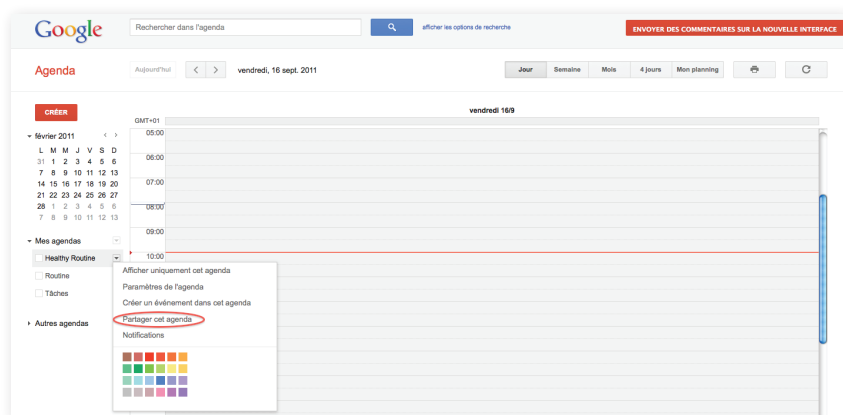 Google
Rechercher dans l'agenda
afficher les options de recherche
ENVOYER DES COMMENTAIRES SUR LA NOUVELLE INTERFACE
Agenda
Aujourd'hui
< >
vendredi, 16 sept. 2011
Jour Semaine Mois 4 jours Mon planning
CRÉER
vendredi 16/9
GMT+01
février 2011 < >
L M M J V S D
31 1 2 3 4 5 6
7 8 9 10 11 12 13
14 15 16 17 18 19 20
21 22 23 24 25 26 27
28 1 2 3 4 5 6
7 8 9 10 11 12 13
05:00
06:00
07:00
08:00
09:00
10:00
Mes agendas
Healthy Routine
Routine
Tâches
Autres agendas
Afficher uniquement cet agenda
Paramètres de l'agenda
Créer un événement dans cet agenda
Partager cet agenda
Notifications